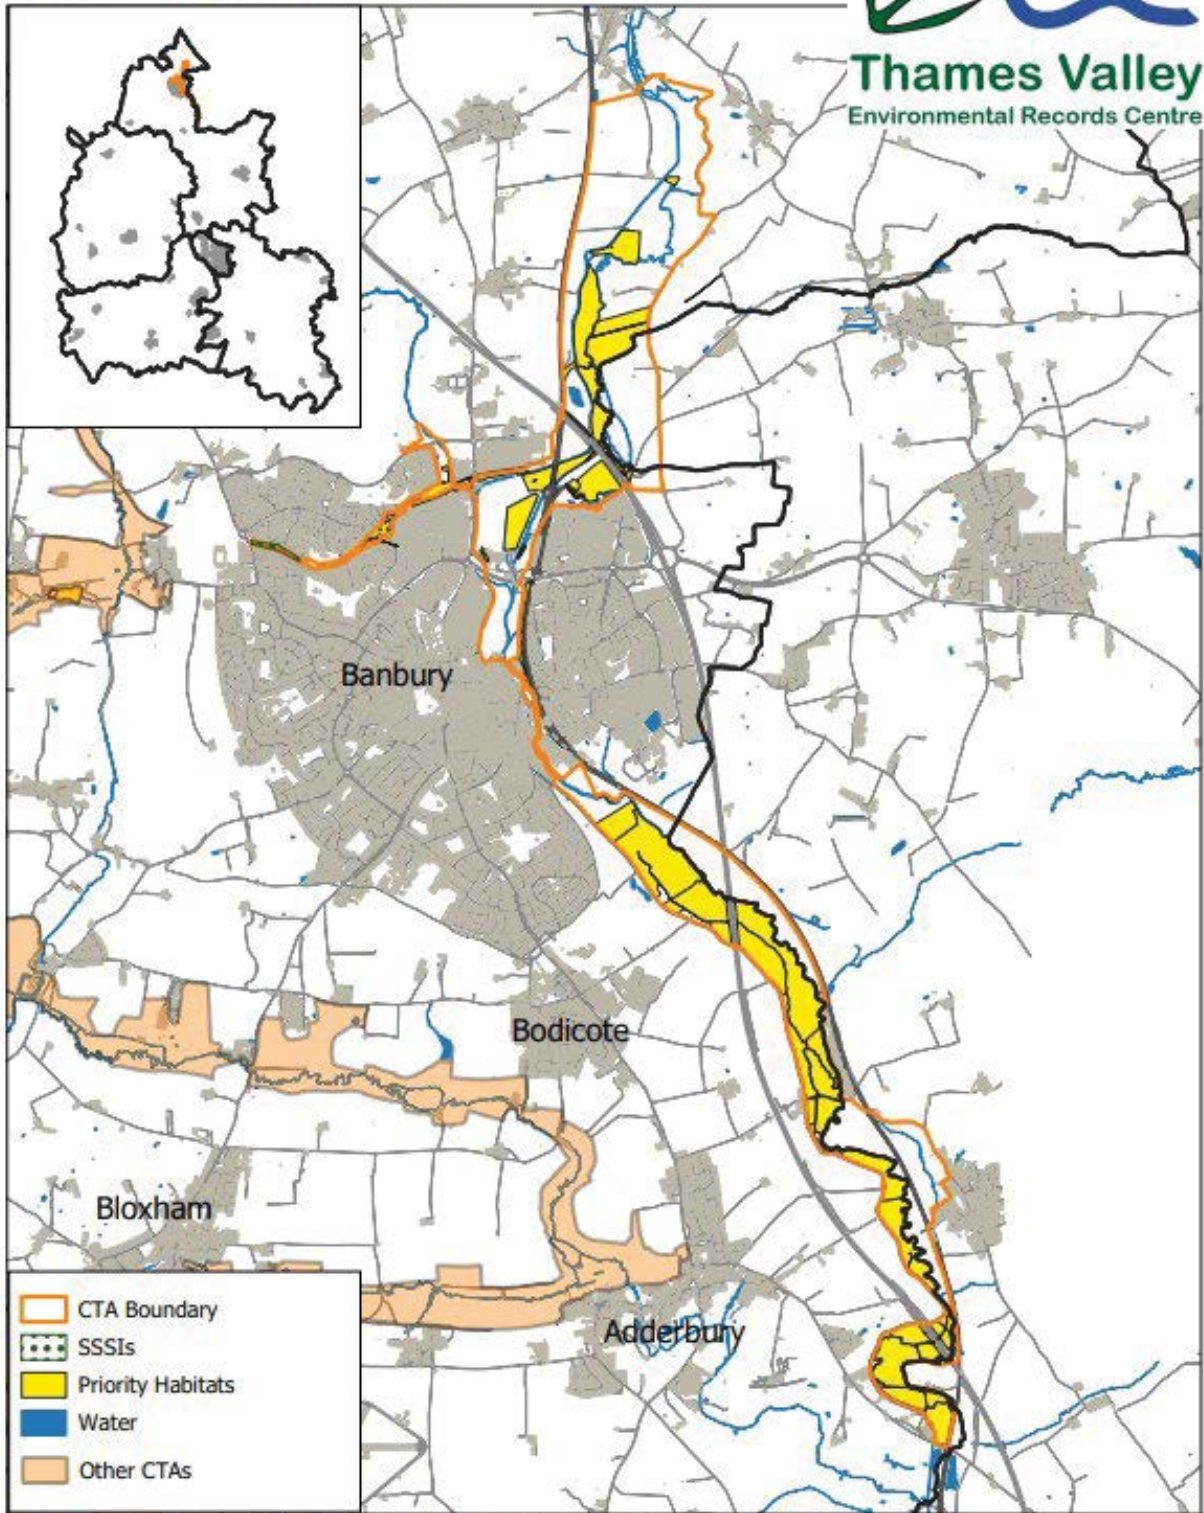 Thames Valley
Environmental Records Centre
Banbury
Bodicote
Bloxham
Adderbury
CTA Boundary
SSSIs
Priority Habitats
Water
Other CTAs